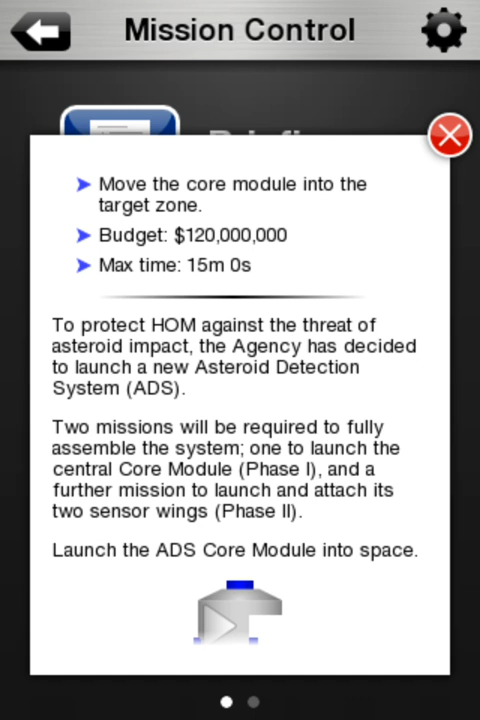 Mission Control
Move the core module into the
target zone.
Budget: $120,000,000
Max time: 15m 0s
To protect HOM against the threat of
asteroid impact, the Agency has decided
to launch a new Asteroid Detection
System (ADS).
Two missions will be required to fully
assemble the system; one to launch the
central Core Module (Phase I), and a
further mission to launch and attach its
two sensor wings (Phase II).
Launch the ADS Core Module into space.